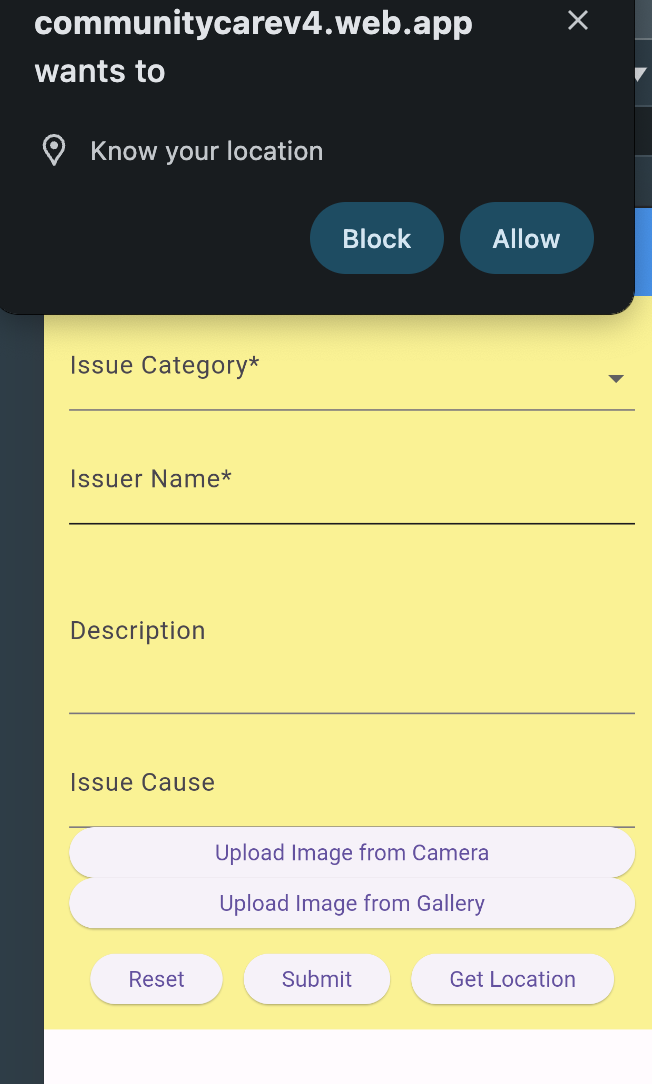 communitycarev4.web.app
wants to
Know your location
Block
Allow
Issue Category*
Issuer Name*
Description
Issue Cause
Upload Image from Camera
Upload Image from Gallery
Reset
Submit
Get Location